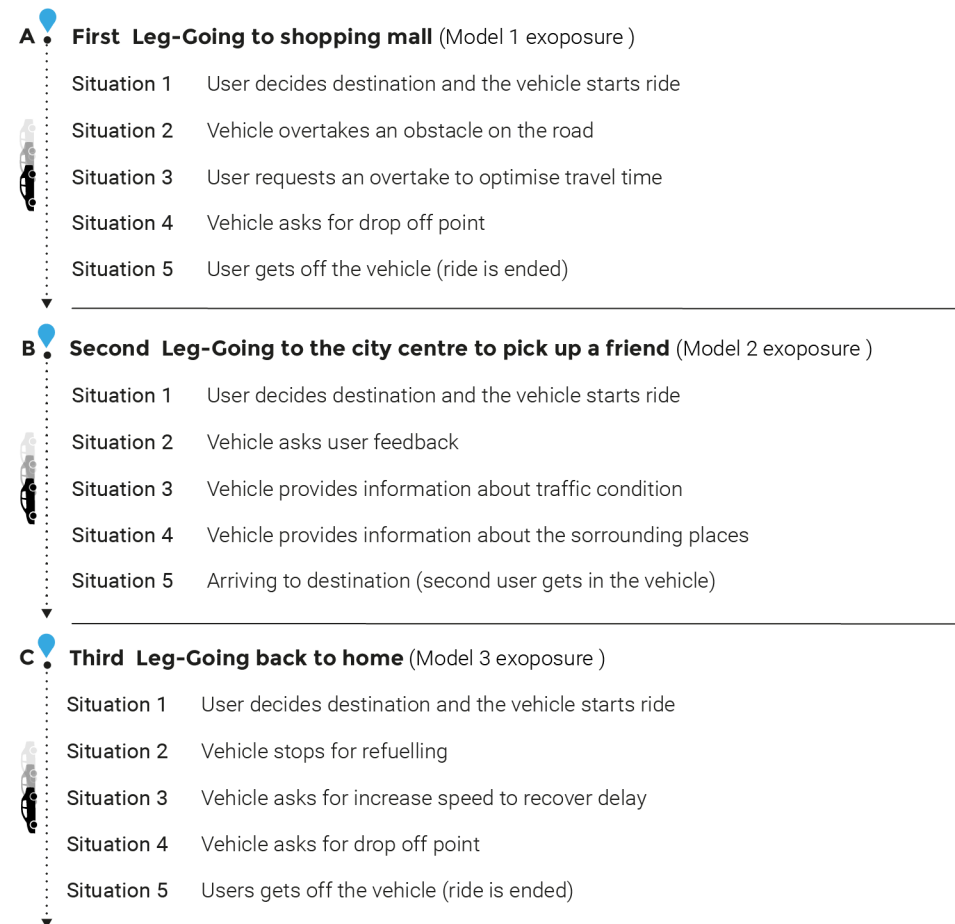 A First Leg-Going to shopping mall (Model 1 exoposure )
Situation 1 User decides destination and the vehicle starts ride
Situation 2 Vehicle overtakes an obstacle on the road
Situation 3 User requests an overtake to optimise travel time
Situation 4 Vehicle asks for drop off point
Situation 5 User gets off the vehicle (ride is ended)
B Second Leg-Going to the city centre to pick up a friend (Model 2 exoposure )
Situation 1 User decides destination and the vehicle starts ride
Situation 2 Vehicle asks user feedback
Situation 3 Vehicle provides information about traffic condition
Situation 4 Vehicle provides information about the sorrounding places
Situation 5 Arriving to destination (second user gets in the vehicle)
C Third Leg-Going back to home (Model 3 exoposure )
Situation 1 User decides destination and the vehicle starts ride
Situation 2 Vehicle stops for refuelling
Situation 3 Vehicle asks for increase speed to recover delay
Situation 4 Vehicle asks for drop off point
Situation 5 Users gets off the vehicle (ride is ended)